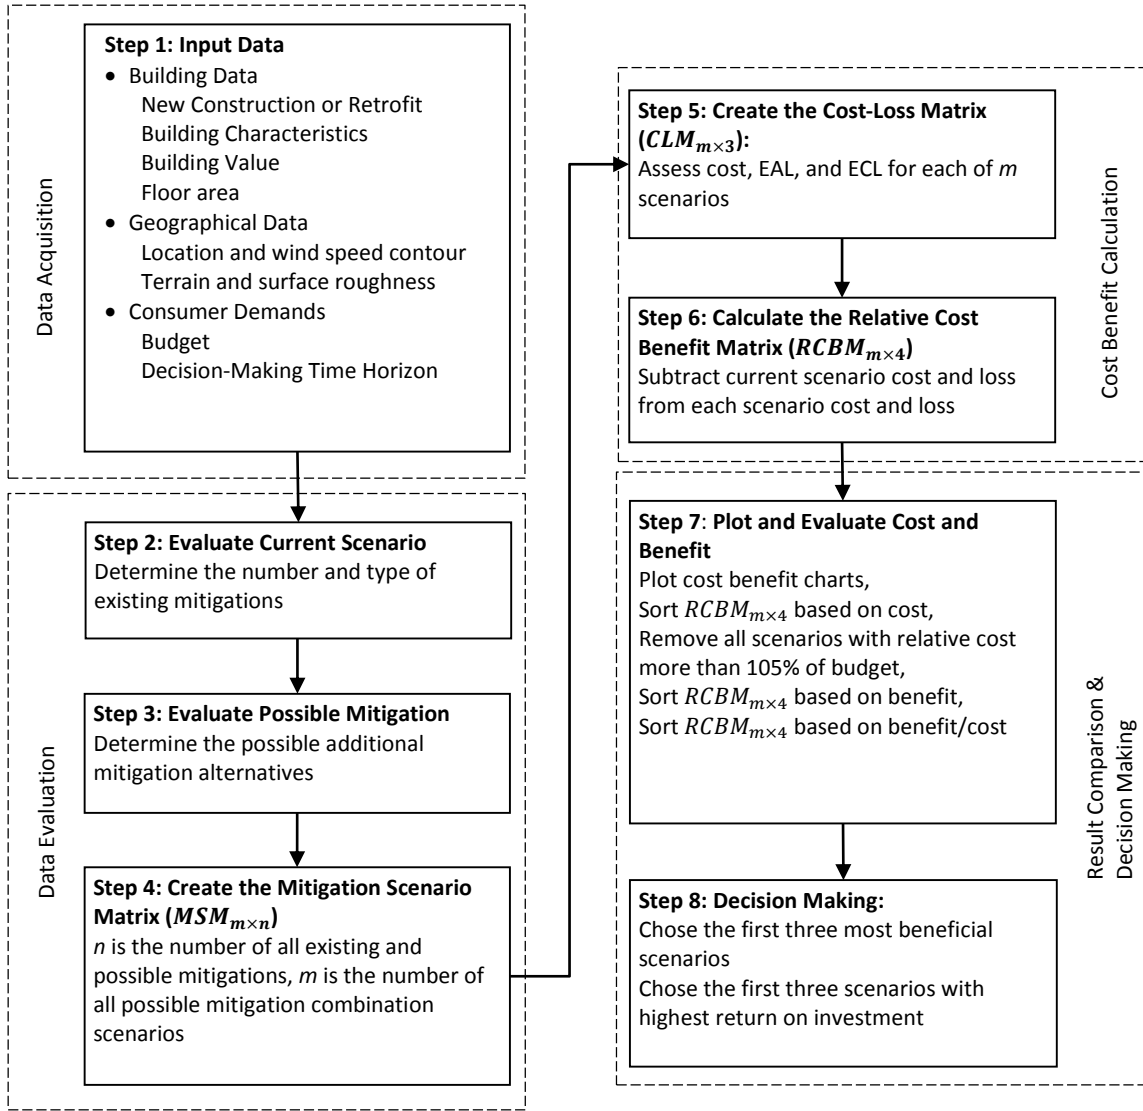 Data Acquisition
Step 1: Input Data
• Building Data
New Construction or Retrofit
Building Characteristics
Building Value
Floor area
• Geographical Data
Location and wind speed contour
Terrain and surface roughness
• Consumer Demands
Budget
Decision-Making Time Horizon
Data Evaluation
Step 2: Evaluate Current Scenario
Determine the number and type of
existing mitigations
Step 3: Evaluate Possible Mitigation
Determine the possible additional
mitigation alternatives
Step 4: Create the Mitigation Scenario
Matrix (MSMm×n)
n is the number of all existing and
possible mitigations, m is the number of
all possible mitigation combination
scenarios
Cost Benefit Calculation
Step 5: Create the Cost-Loss Matrix
(CLMm×3):
Assess cost, EAL, and ECL for each of m
scenarios
Step 6: Calculate the Relative Cost
Benefit Matrix (RCBMm×4)
Subtract current scenario cost and loss
from each scenario cost and loss
Result Comparison &
Decision Making
Step 7: Plot and Evaluate Cost and
Benefit
Plot cost benefit charts,
Sort RCBMm×4 based on cost,
Remove all scenarios with relative cost
more than 105% of budget,
Sort RCBMm×4 based on benefit,
Sort RCBMm×4 based on benefit/cost
Step 8: Decision Making:
Chose the first three most beneficial
scenarios
Chose the first three scenarios with
highest return on investment